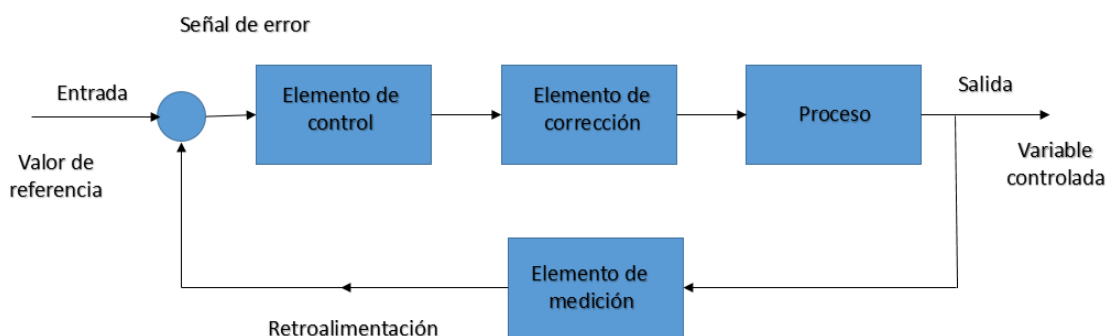 Señal de error
Entrada
Valor de
referencia
Elemento de
control
Elemento de
corrección
Proceso
Salida
Variable
controlada
Elemento de
medición
Retroalimentación